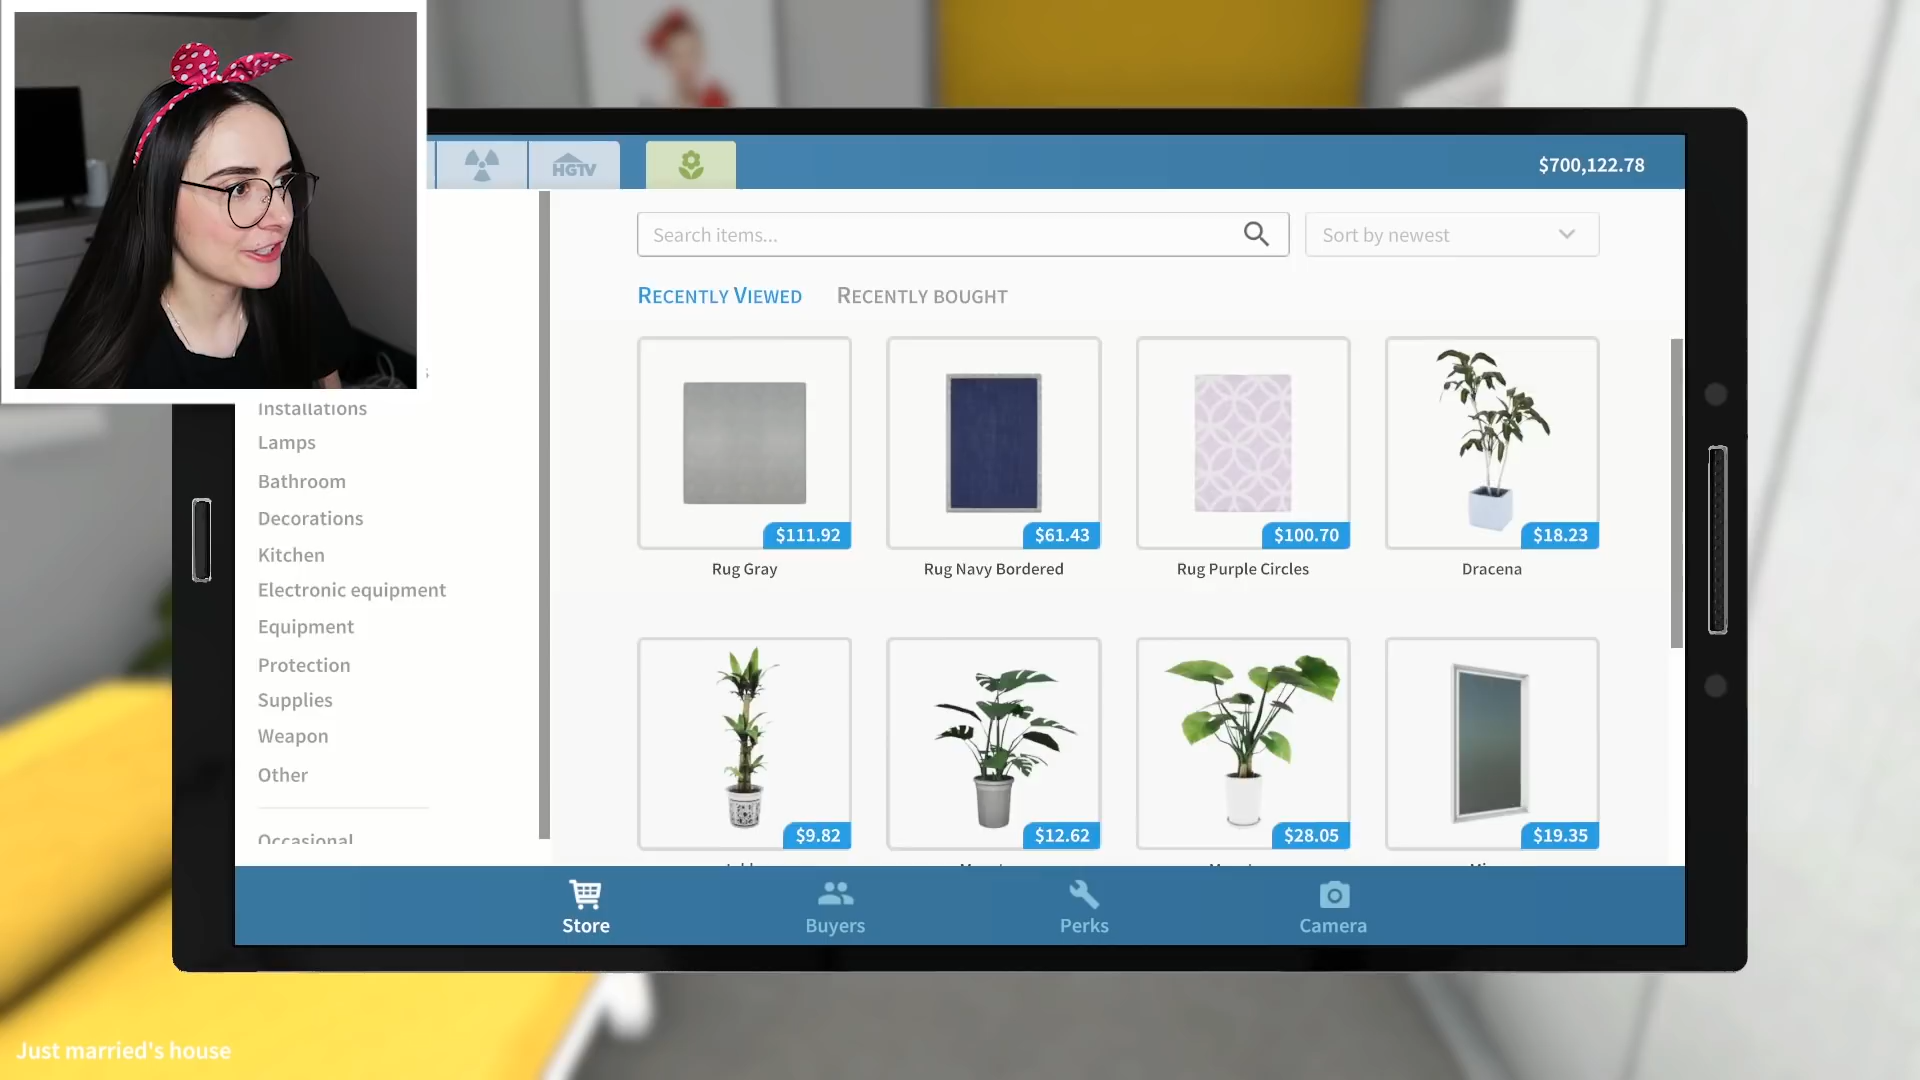 HGTV
$700,122.78
Search items...
Sort by newest
RECENTLY VIEWED
RECENTLY BOUGHT
Installations
Lamps
Bathroom
Decorations
Kitchen
Electronic equipment
Equipment
Protection
Supplies
Weapon
Other
Occasional
$111.92
$61.43
$100.70
$18.23
Rug Gray
Rug Navy Bordered
Rug Purple Circles
Dracena
$9.82
$12.62
$28.05
$19.35
Store
Buyers
Perks
Camera
Just married's house